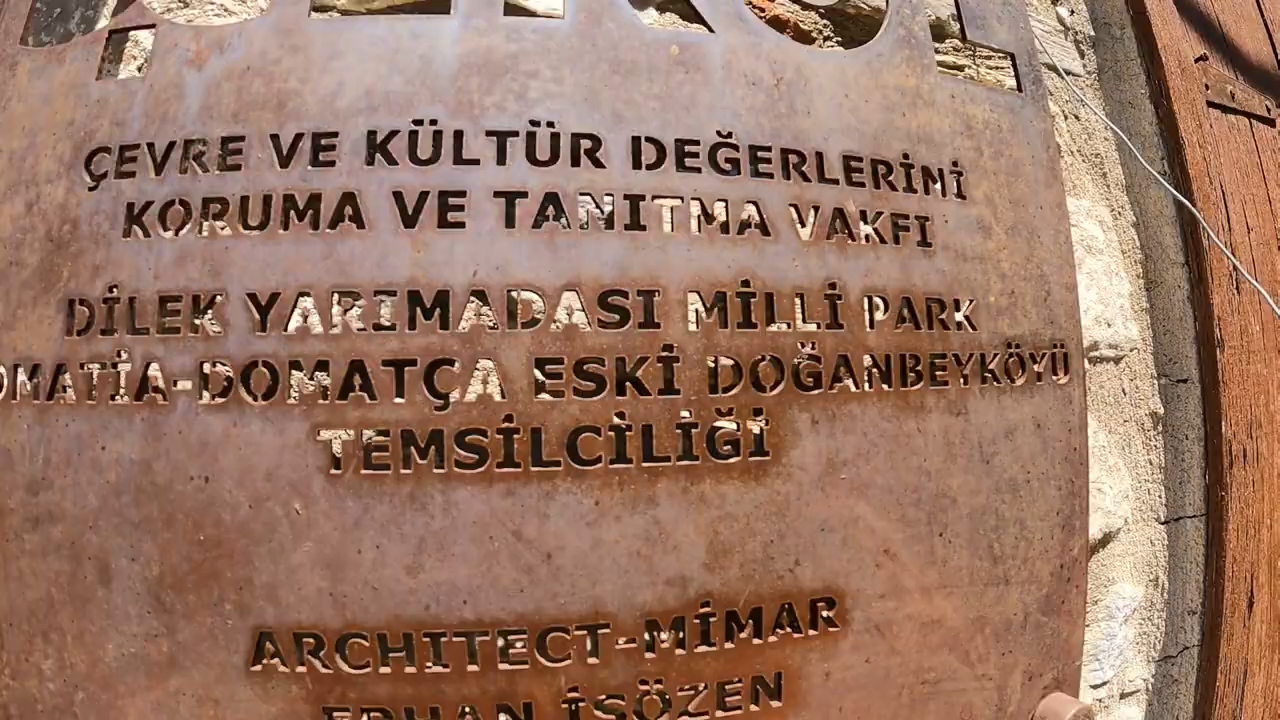 ÇEVRE VE KÜLTÜR DEĞERLERİNİ
KORUMA VE TANITMA VAKFI
DİLEK YARIMADASI MİLLİ PARK
OMATİA-DOMATÇA ESKİ DOĞANBEYKÖYÜ
TEMSİLCİLİĞİ
ARCHITECT-MİMAR
ERHAN İŞÖZEN